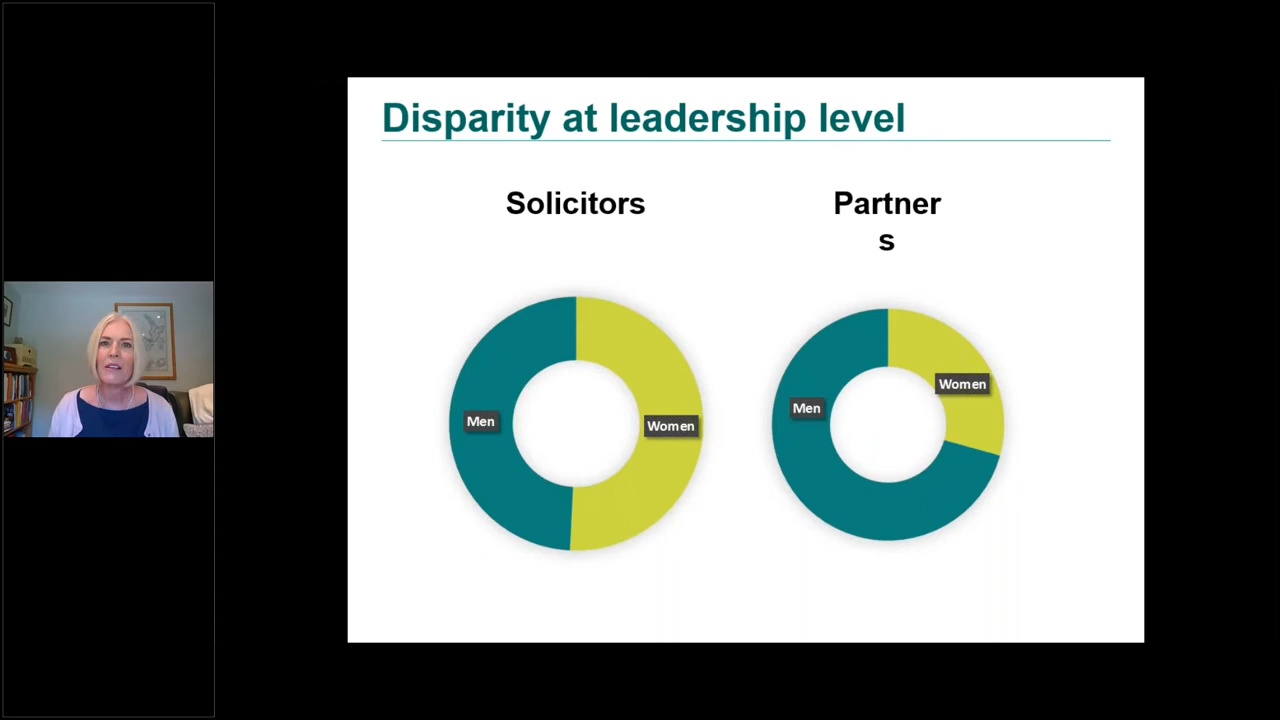 Disparity at leadership level
Solicitors
Partner
s
Men
Women
Men
Women